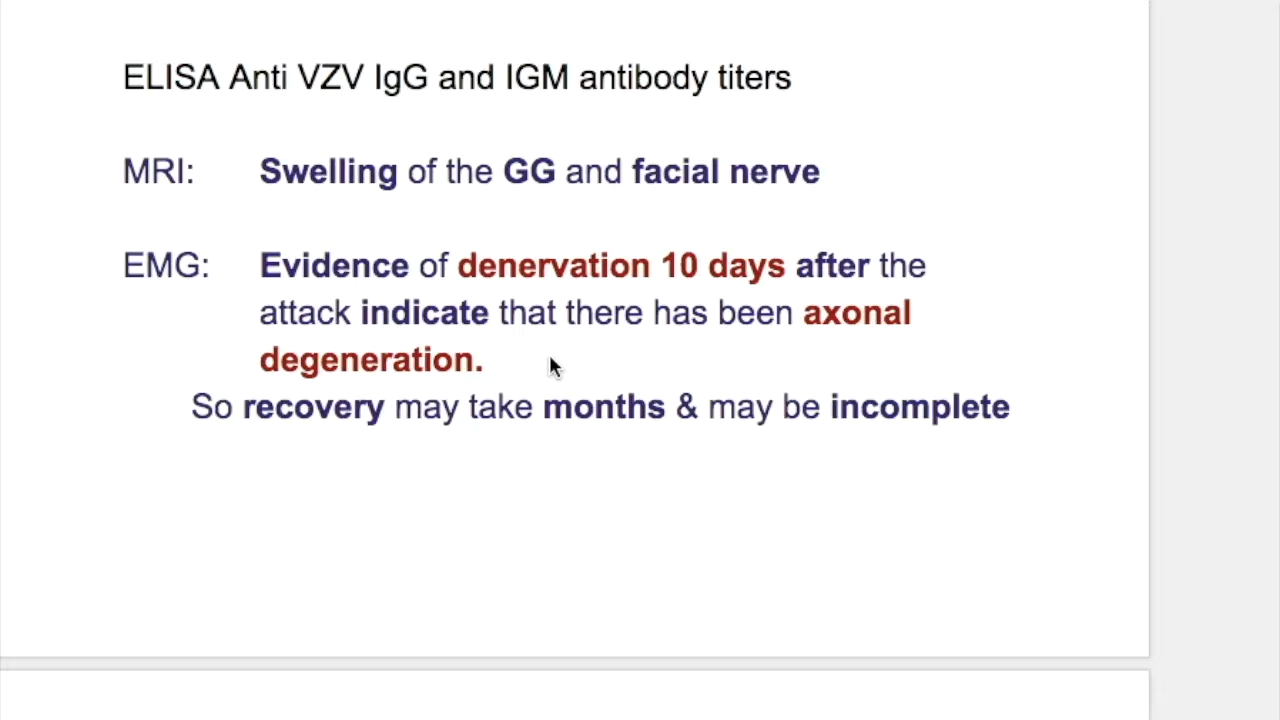 ELISA Anti VZV IgG and IGM antibody titers
MRI: Swelling of the GG and facial nerve
EMG: Evidence of denervation 10 days after the
attack indicate that there has been axonal
degeneration.
So recovery may take months & may be incomplete